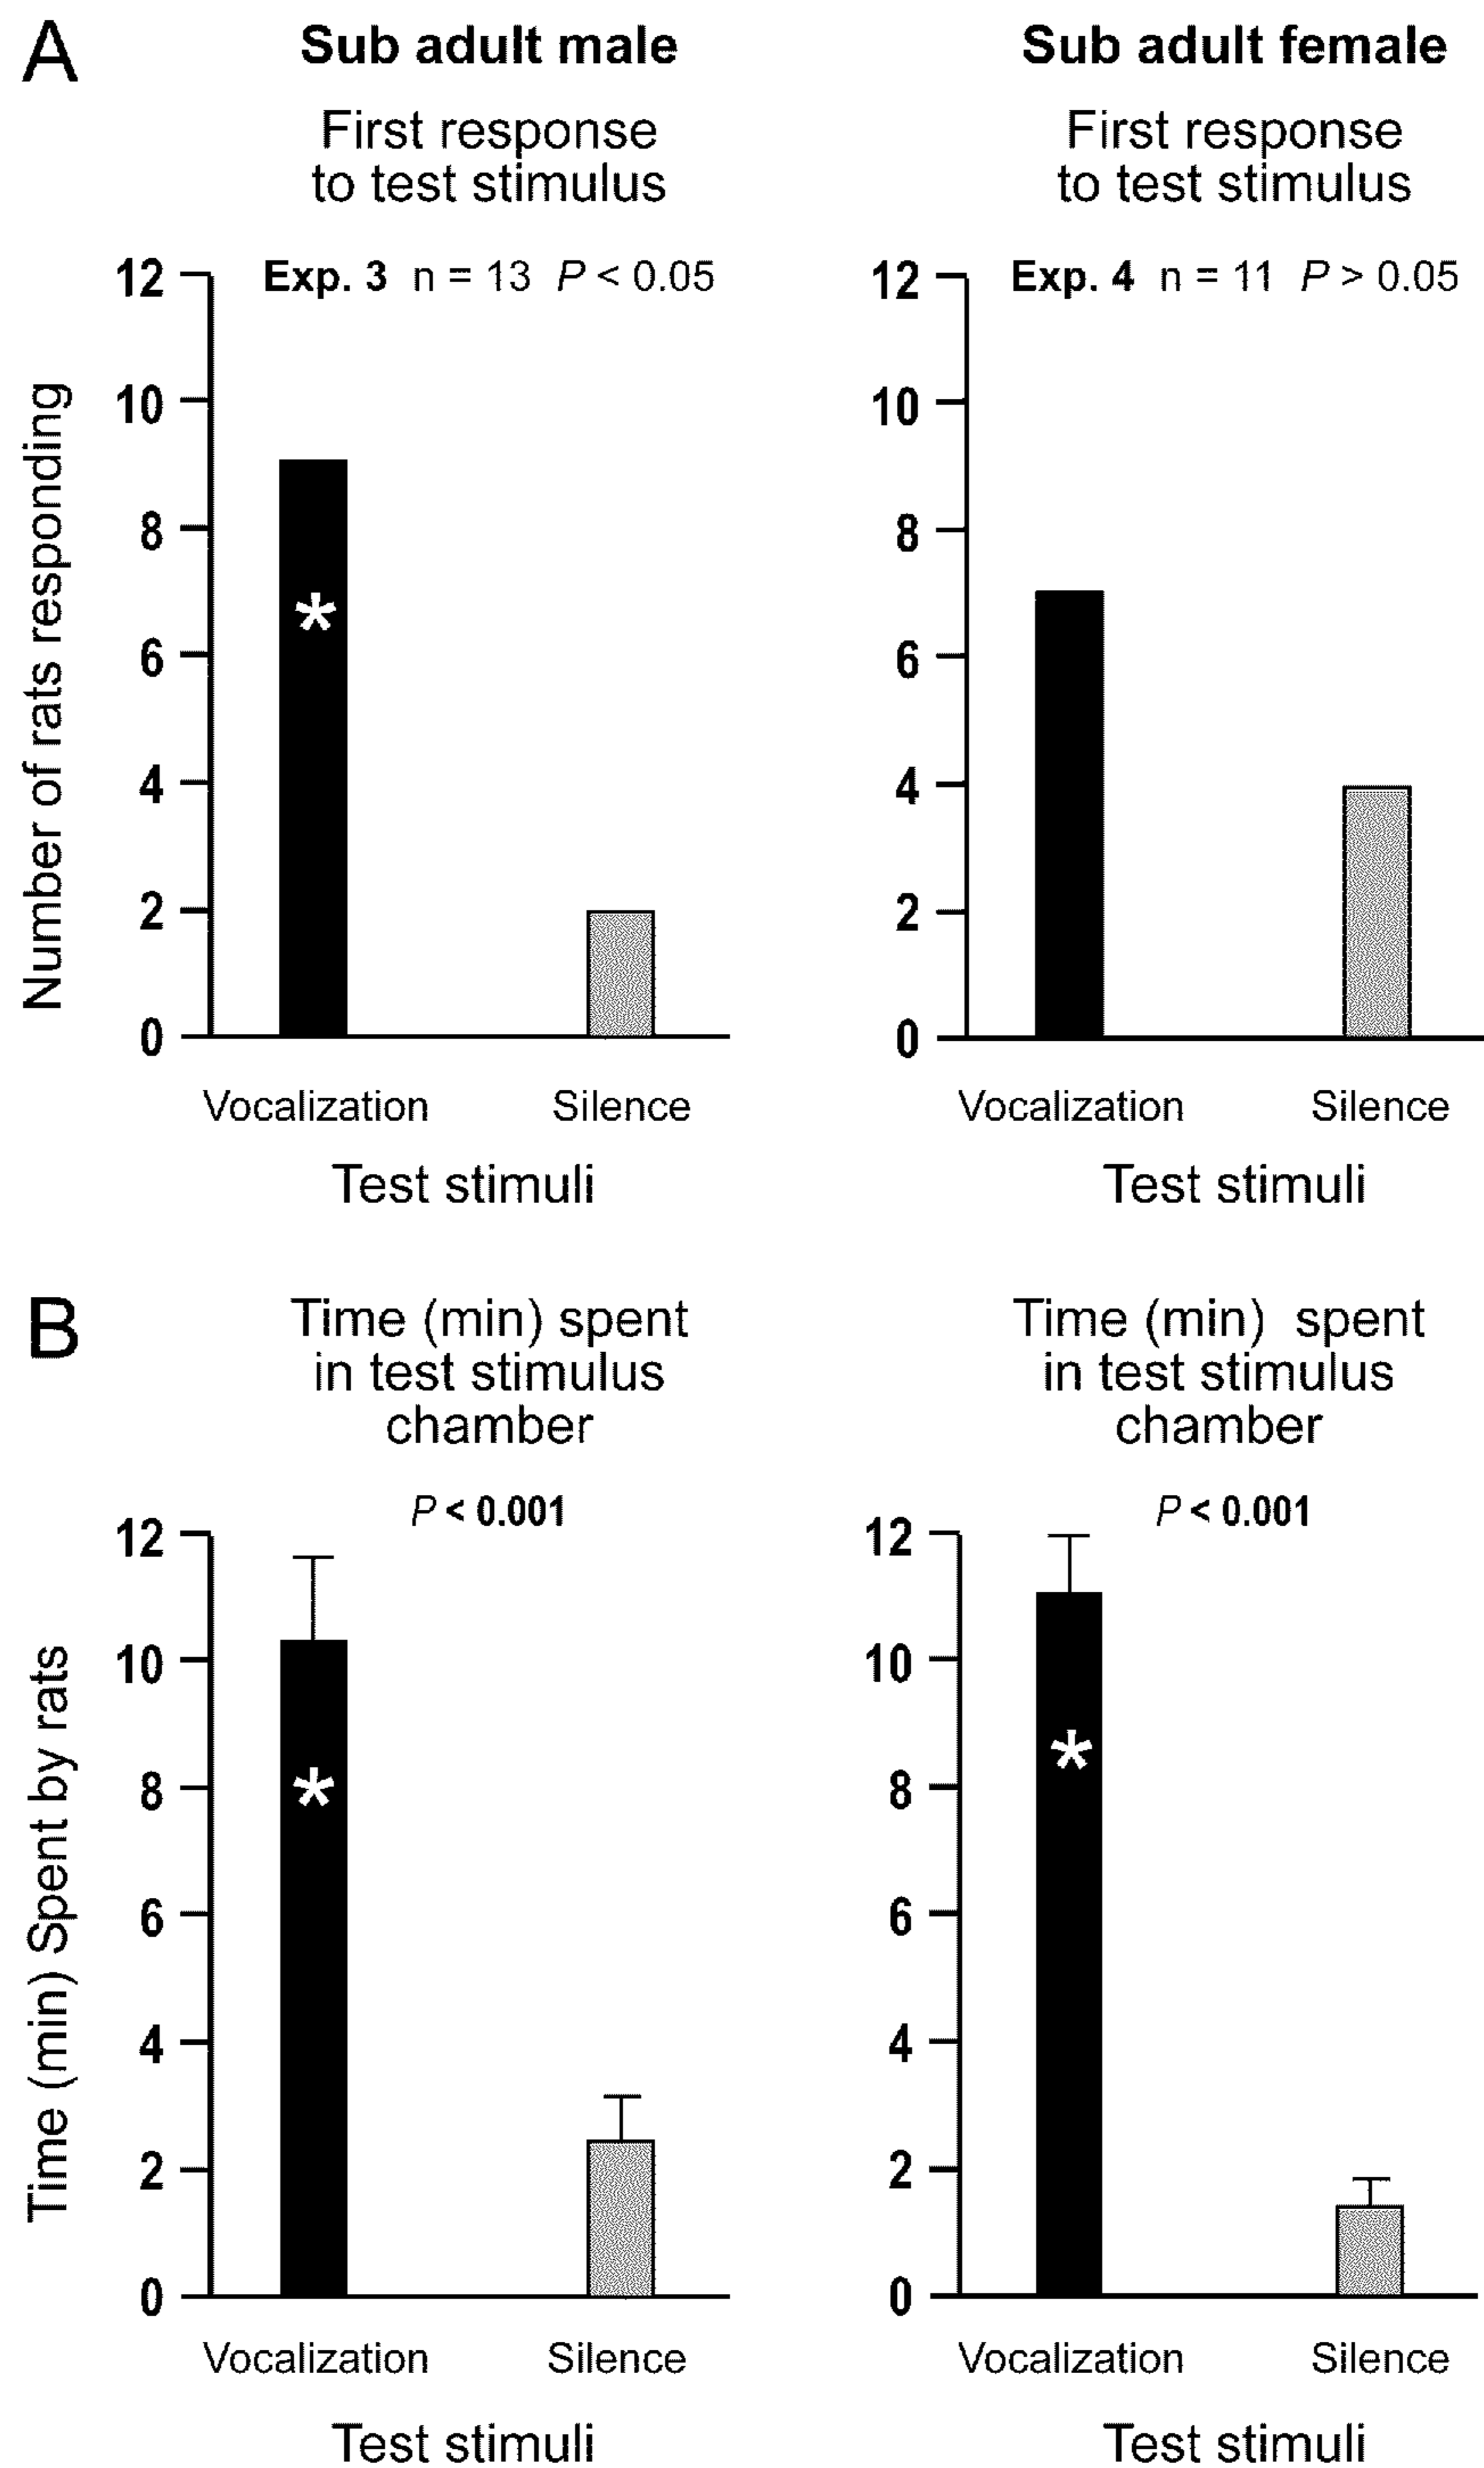 A
Sub adult male
First response
to test stimulus
Exp. 3 n = 13 P < 0.05
Number of rats responding
12
10
8
6
4
2
0
*
Vocalization Silence
Test stimuli
Sub adult female
First response
to test stimulus
Exp. 4 n = 11 P > 0.05
12
10
8
6
4
2
0
Vocalization Silence
Test stimuli
B
Time (min) spent
in test stimulus
chamber
P < 0.001
Time (min) Spent by rats
12
10
8
6
4
2
0
*
Vocalization Silence
Test stimuli
Time (min) spent
in test stimulus
chamber
P < 0.001
12
10
8
6
4
2
0
*
Vocalization Silence
Test stimuli